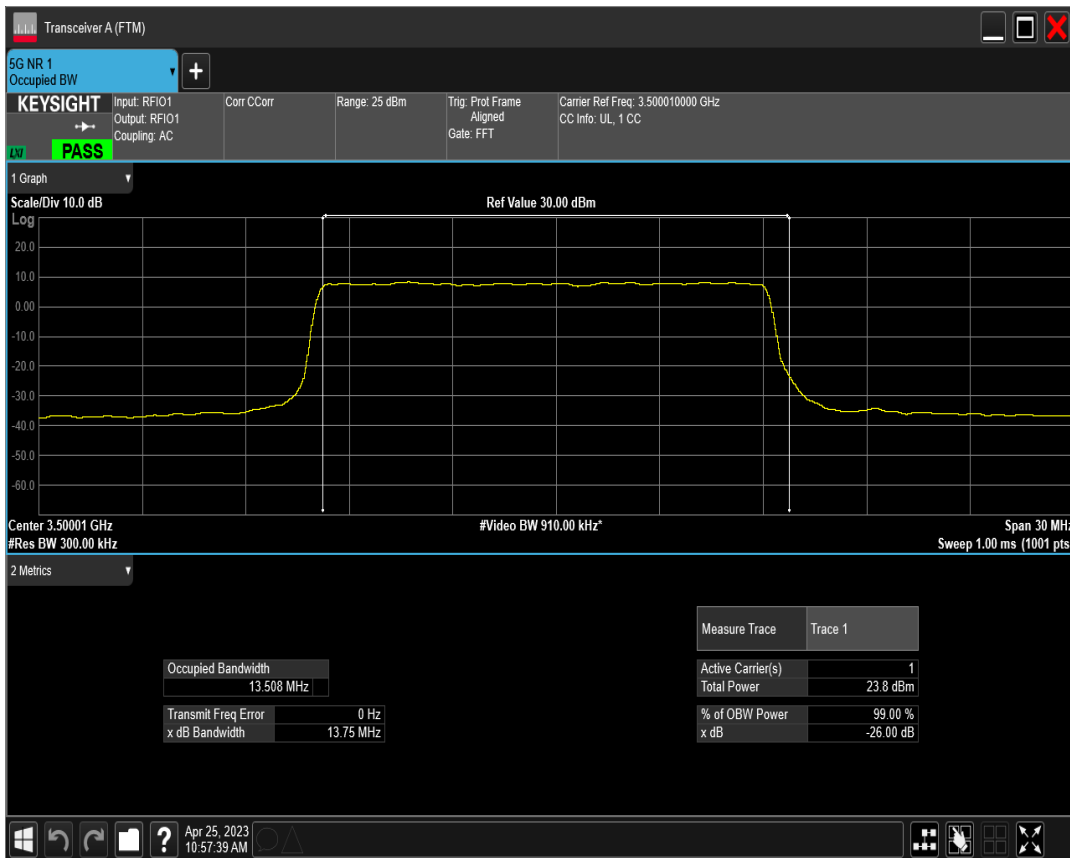 Transceiver A (FTM)
5G NR 1
Occupied BW
+
KEYSIGHT
LXI
PASS
Input: RFIO1
Output: RFIO1
Coupling: AC
Corr CCorr
Range: 25 dBm
Trig: Prot Frame
Aligned
Gate: FFT
Carrier Ref Freq: 3.500010000 GHz
CC Info: UL, 1 CC
1 Graph
Scale/Div 10.0 dB
Ref Value 30.00 dBm
Log
20.0
10.0
0.00
-10.0
-20.0
-30.0
-40.0
-50.0
-60.0
Center 3.50001 GHz
#Video BW 910.00 kHz*
Span 30 MHz
#Res BW 300.00 kHz
Sweep 1.00 ms (1001 pts
2 Metrics
Measure Trace Trace 1
Occupied Bandwidth
13.508 MHz
Active Carrier(s) 1
Total Power 23.8 dBm
Transmit Freq Error 0 Hz
x dB Bandwidth 13.75 MHz
% of OBW Power 99.00 %
x dB -26.00 dB
?
Apr 25, 2023
10:57:39 AM